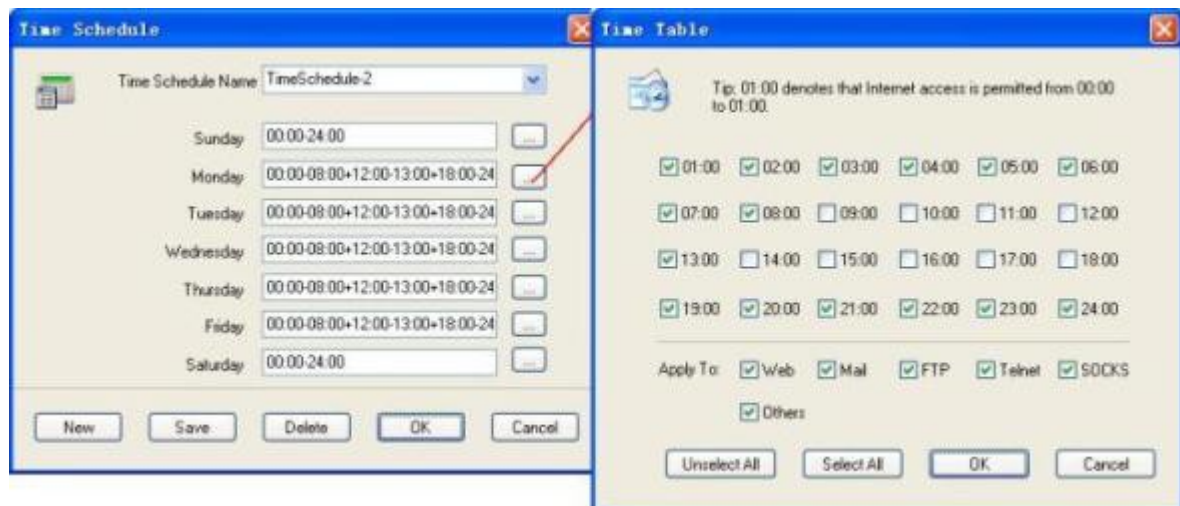 Time Schedule
Time Schedule Name TimeSchedule-2
Sunday 00:00-24:00 ...
Monday 00:00-08:00+12:00-13:00+18:00-24 ...
Tuesday 00:00-08:00+12:00-13:00+18:00-24 ...
Wednesday 00:00-08:00+12:00-13:00+18:00-24 ...
Thursday 00:00-08:00+12:00-13:00+18:00-24 ...
Friday 00:00-08:00+12:00-13:00+18:00-24 ...
Saturday 00:00-24:00 ...
New Save Delete OK Cancel
Time Table
Tip: 01:00 denotes that Internet access is permitted from 00:00
to 01:00.
01:00 02:00 03:00 04:00 05:00 06:00
07:00 08:00 09:00 10:00 11:00 12:00
13:00 14:00 15:00 16:00 17:00 18:00
19:00 20:00 21:00 22:00 23:00 24:00
Apply To: Web Mail FTP Telnet SOCKS
Others
Unselect All Select All OK Cancel